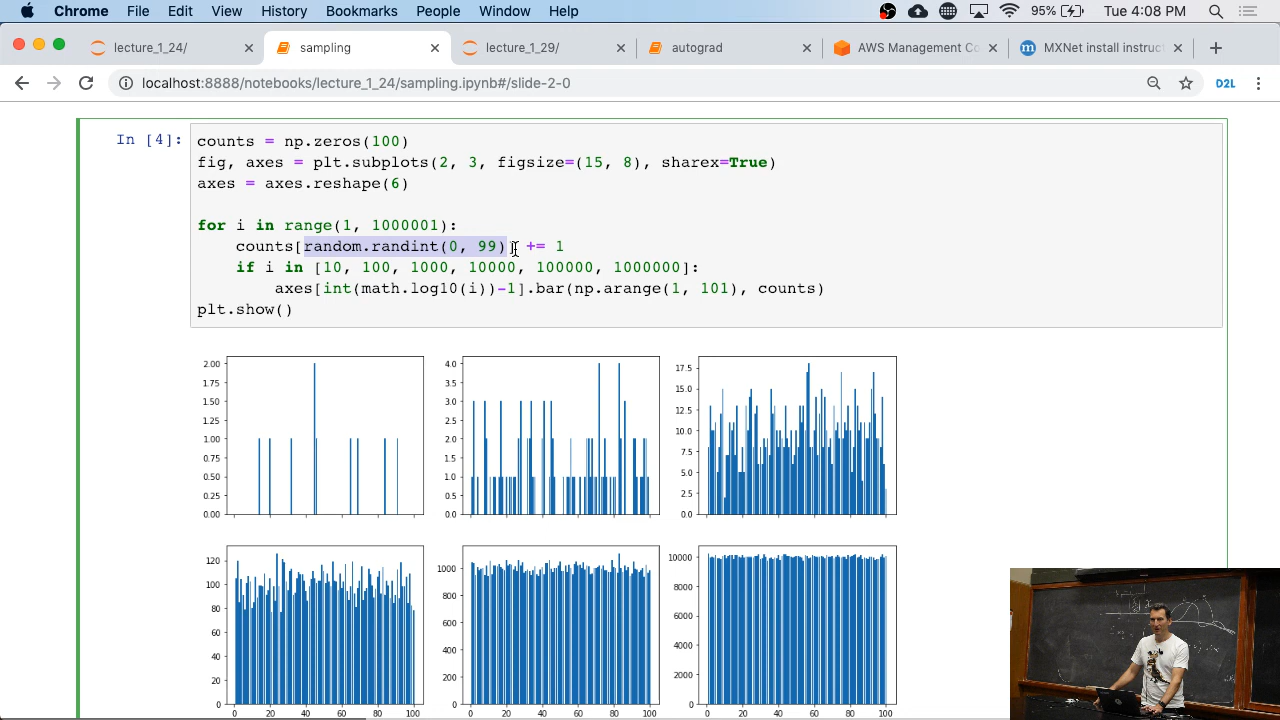 Chrome File Edit View History Bookmarks People Window Help 95% Tue 4:08 PM
lecture_1_24/ sampling lecture_1_29/ autograd AWS Management Co MXNet install instruct
localhost:8888/notebooks/lecture_1_24/sampling.ipynb#/slide-2-0 D2L
In [4]: counts = np.zeros(100)
fig, axes = plt.subplots(2, 3, figsize=(15, 8), sharex=True)
axes = axes.reshape(6)
for i in range(1, 1000001):
counts[random.randint(0, 99)] += 1
if i in [10, 100, 1000, 10000, 100000, 1000000]:
axes[int(math.log10(i))-1].bar(np.arange(1, 101), counts)
plt.show()
2.00 4.0 17.5
1.75 3.5 15.0
1.50 3.0 12.5
1.25 2.5 10.0
1.00 2.0 7.5
0.75 1.5 5.0
0.50 1.0 2.5
0.25 0.5 0.0
0.00 0.0
120 1000 10000
100 800 8000
80 600 6000
60 400 4000
40 200 2000
20 0 0
0
0 20 40 60 80 100 0 20 40 60 80 100 0 20 40 60 80 100